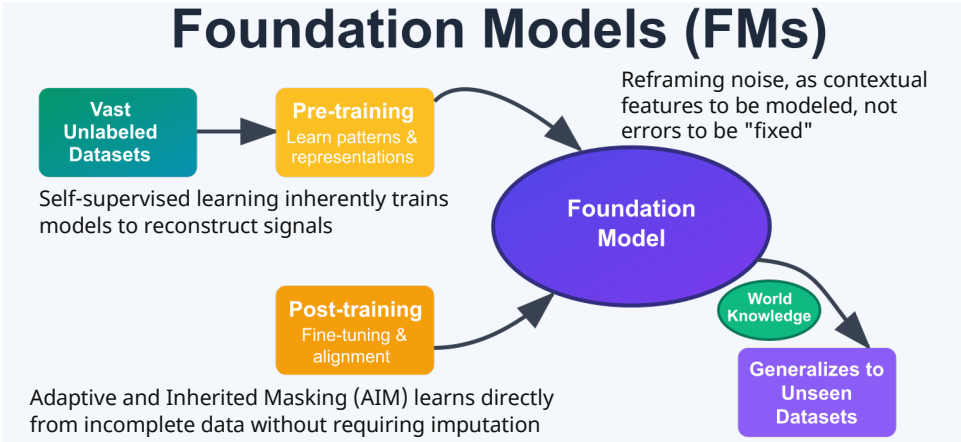 Foundation Models (FMs)
Vast
Unlabeled
Datasets
Pre-training
Learn patterns &
representations
Reframing noise, as contextual
features to be modeled, not
errors to be "fixed"
Self-supervised learning inherently trains
models to reconstruct signals
Foundation
Model
Post-training
Fine-tuning &
alignment
World
Knowledge
Generalizes to
Unseen
Datasets
Adaptive and Inherited Masking (AIM) learns directly
from incomplete data without requiring imputation